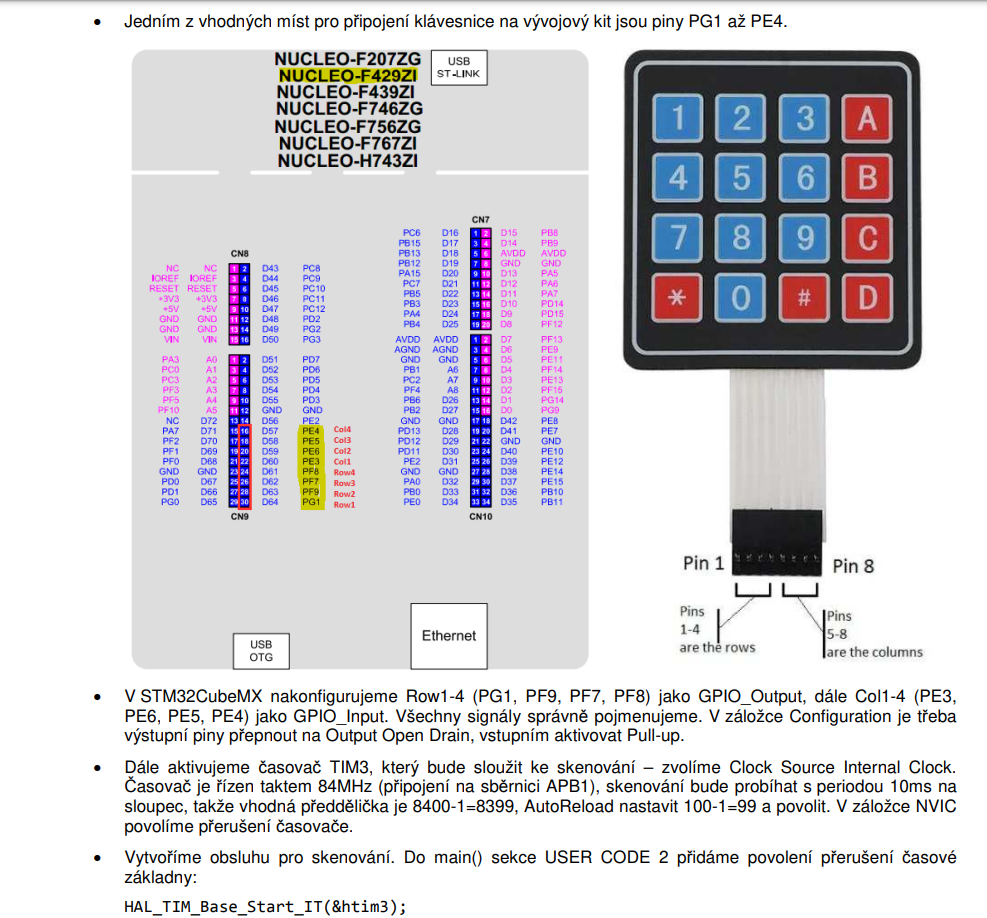 • Jedním z vhodných míst pro připojení klávesnice na vývojový kit jsou piny PG1 až PE4.
NUCLEO-F207ZG
NUCLEO-F429ZI
NUCLEO-F439ZI
NUCLEO-F746ZG
NUCLEO-F756ZG
NUCLEO-F767ZI
NUCLEO-H743ZI
USB
ST-LINK
CN8
NC NC 1 2 D43 PC8
IOREF IOREF 3 4 D44 PC9
RESET RESET 5 6 D45 PC10
+3V3 +3V3 7 8 D46 PC11
+5V +5V 9 10 D47 PC12
GND GND 11 12 D48 PD2
GND GND 13 14 D49 PG2
VIN VIN 15 16 D50 PG3
PA3 A0 1 2 D51 PD7
PC0 A1 3 4 D52 PD6
PC3 A2 5 6 D53 PD5
PF3 A3 7 8 D54 PD4
PF5 A4 9 10 D55 PD3
PF10 A5 11 12 GND GND
NC D72 13 14 D56 PE2
PA7 D71 15 16 D57 PE4 Col4
PF2 D70 17 18 D58 PE5 Col3
PF1 D69 19 20 D59 PE6 Col2
PF0 D68 21 22 D60 PE3 Col1
GND GND 23 24 D61 PF8 Row4
PD0 D67 25 26 D62 PF7 Row3
PD1 D66 27 28 D63 PF9 Row2
PG0 D65 29 30 D64 PG1 Row1
CN9
CN7
PC6 D16 1 2 D15 PB8
PB15 D17 3 4 D14 PB9
PB13 D18 5 6 AVDD AVDD
PB12 D19 7 8 GND GND
PA15 D20 9 10 D13 PA5
PC7 D21 11 12 D12 PA6
PB5 D22 13 14 D11 PA7
PB3 D23 15 16 D10 PD14
PA4 D24 17 18 D9 PD15
PB4 D25 19 20 D8 PF12
AVDD AVDD 1 2 D7 PF13
AGND AGND 3 4 D6 PE9
GND GND 5 6 D5 PE11
PB1 A6 7 8 D4 PF14
PC2 A7 9 10 D3 PE13
PF4 A8 11 12 D2 PF15
PB6 D26 13 14 D1 PG14
PB2 D27 15 16 D0 PG9
GND GND 17 18 D42 PE8
PD13 D28 19 20 D41 PE7
PD12 D29 21 22 GND GND
PD11 D30 23 24 D40 PE10
PE2 D31 25 26 D39 PE12
GND GND 27 28 D38 PE14
PA0 D32 29 30 D37 PE15
PB0 D33 31 32 D36 PB10
PE0 D34 33 34 D35 PB11
CN10
USB
OTG
Ethernet
1 2 3 A
4 5 6 B
7 8 9 C
* 0 # D
Pin 1
Pin 8
Pins
1-4
are the rows
Pins
5-8
are the columns
• V STM32CubeMX nakonfigurujeme Row1-4 (PG1, PF9, PF7, PF8) jako GPIO_Output, dále Col1-4 (PE3,
PE6, PE5, PE4) jako GPIO_Input. Všechny signály správně pojmenujeme. V záložce Configuration je třeba
výstupní piny přepnout na Output Open Drain, vstupním aktivovat Pull-up.
• Dále aktivujeme časovač TIM3, který bude sloužit ke skenování – zvolíme Clock Source Internal Clock.
Časovač je řízen taktem 84MHz (připojení na sběrnici APB1), skenování bude probíhat s periodou 10ms na
sloupec, takže vhodná předdělička je 8400-1=8399, AutoReload nastavit 100-1=99 a povolit. V záložce NVIC
povolíme přerušení časovače.
• Vytvoříme obsluhu pro skenování. Do main() sekce USER CODE 2 přidáme povolení přerušení časové
základny:
HAL_TIM_Base_Start_IT(&htim3);